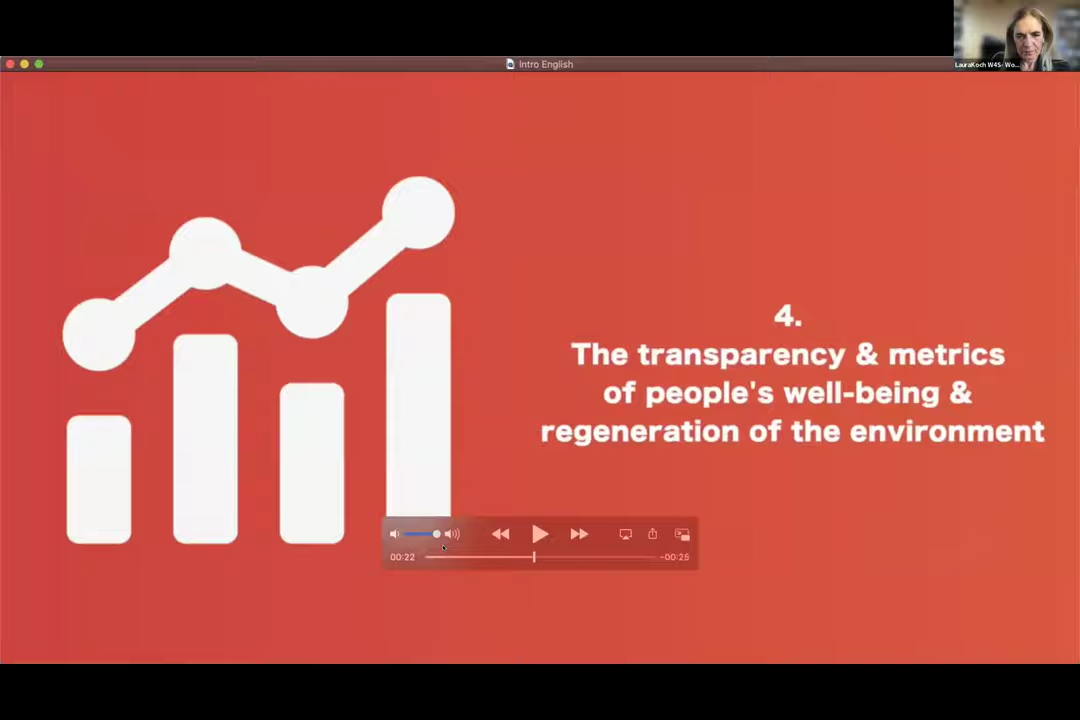 Intro English
LauraKoch W4S- Wo...
4.
The transparency & metrics
of people's well-being &
regeneration of the environment
00:22
-00:25